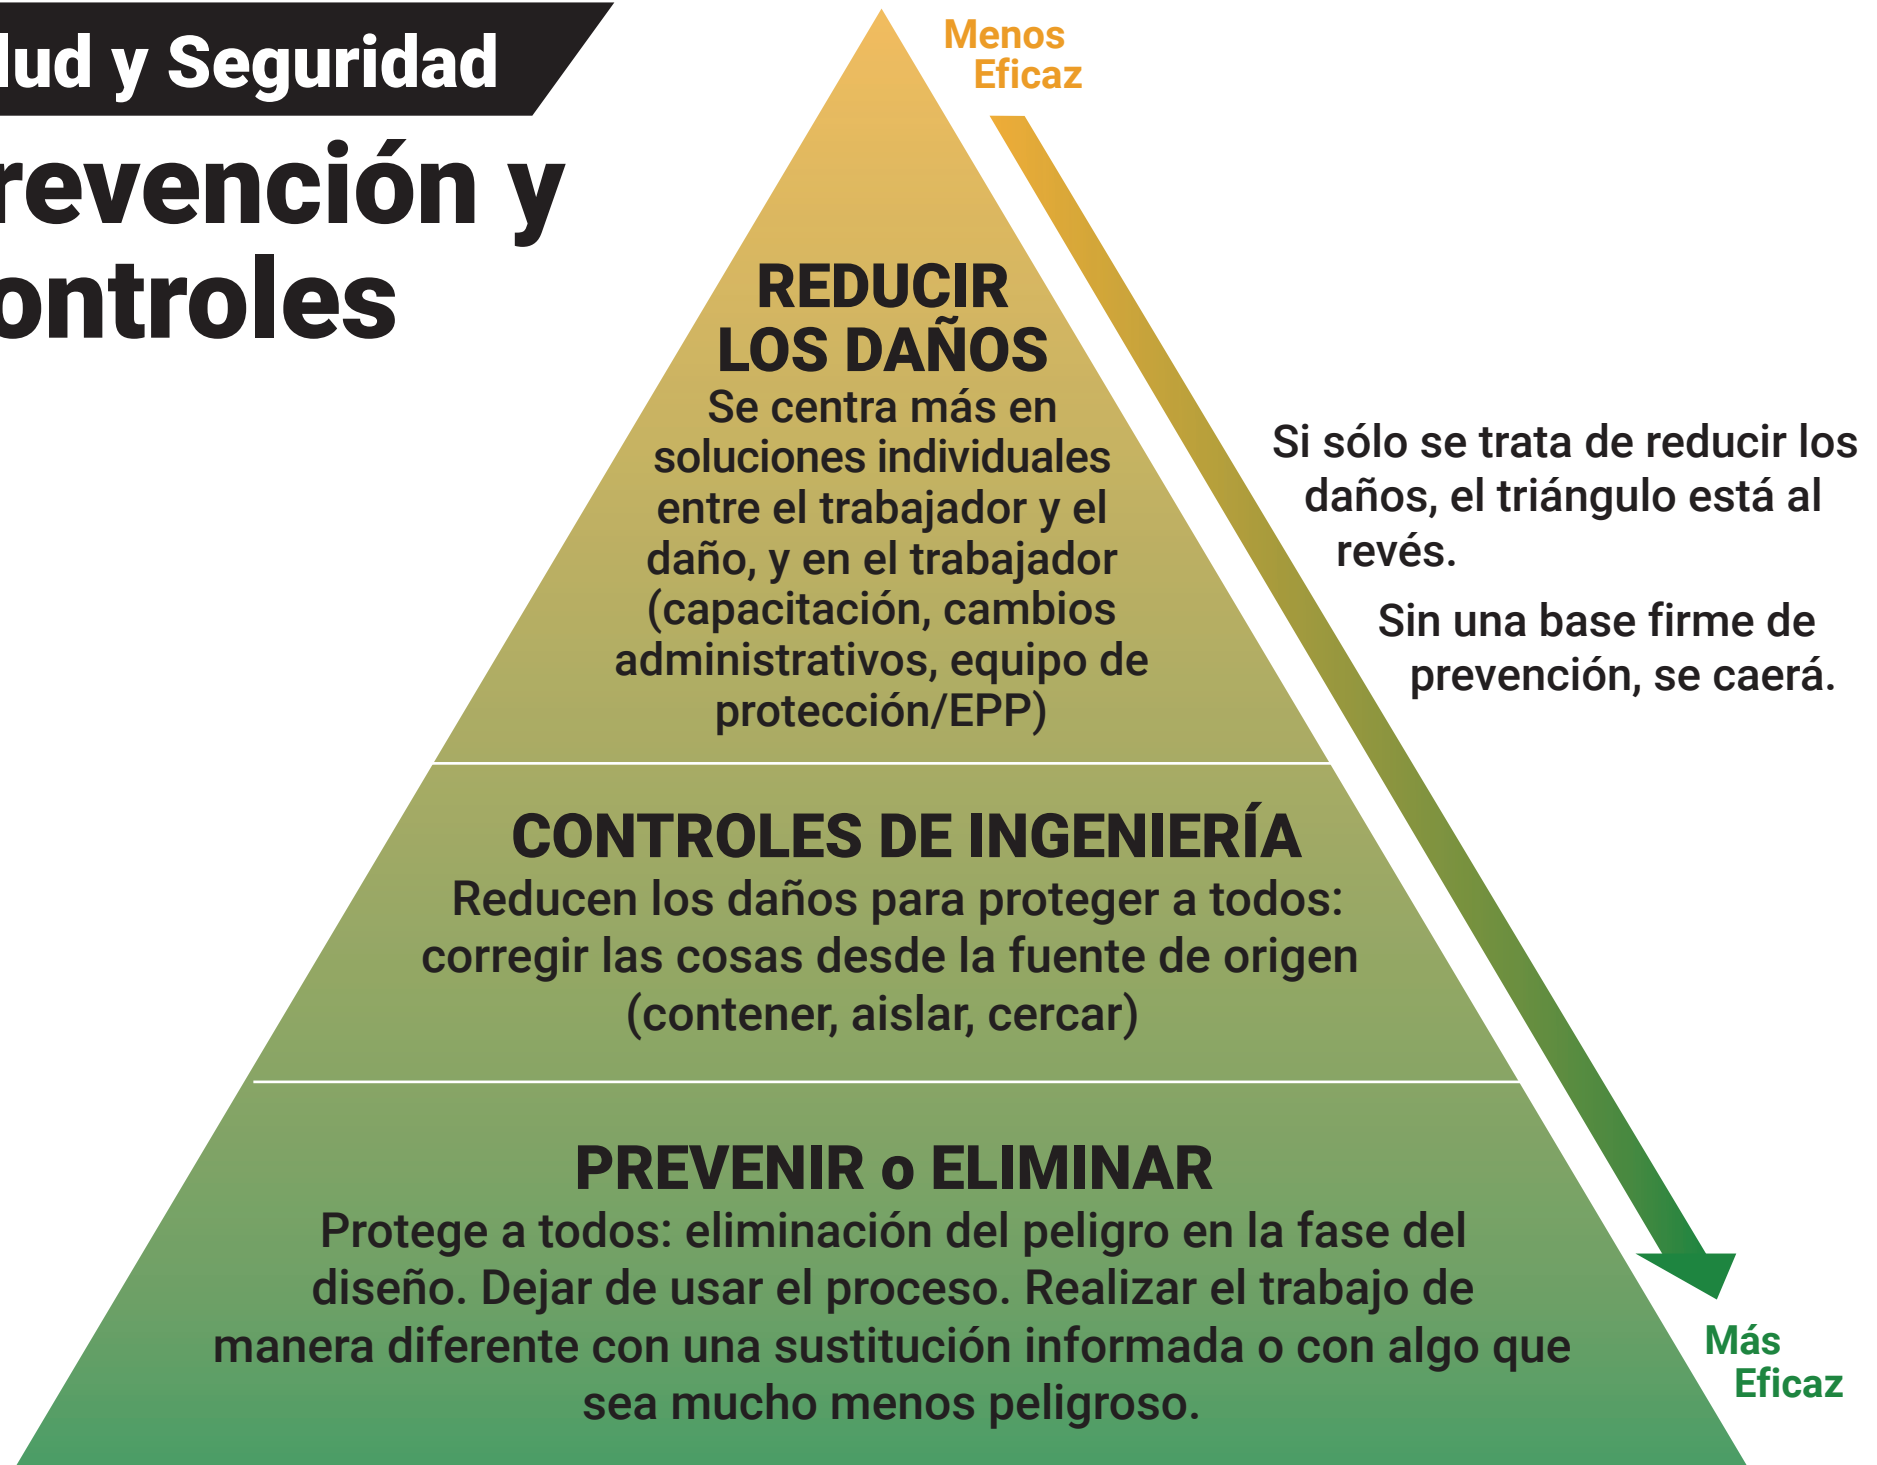 lud y Seguridad
revención y
ontroles
Menos
Eficaz
REDUCIR
LOS DAÑOS
Se centra más en
soluciones individuales
entre el trabajador y el
daño, y en el trabajador
(capacitación, cambios
administrativos, equipo de
protección/EPP)
Si sólo se trata de reducir los
daños, el triángulo está al
revés.
Sin una base firme de
prevención, se caerá.
CONTROLES DE INGENIERÍA
Reducen los daños para proteger a todos:
corregir las cosas desde la fuente de origen
(contener, aislar, cercar)
PREVENIR o ELIMINAR
Protege a todos: eliminación del peligro en la fase del
diseño. Dejar de usar el proceso. Realizar el trabajo de
manera diferente con una sustitución informada o con algo que
sea mucho menos peligroso.
Más
Eficaz